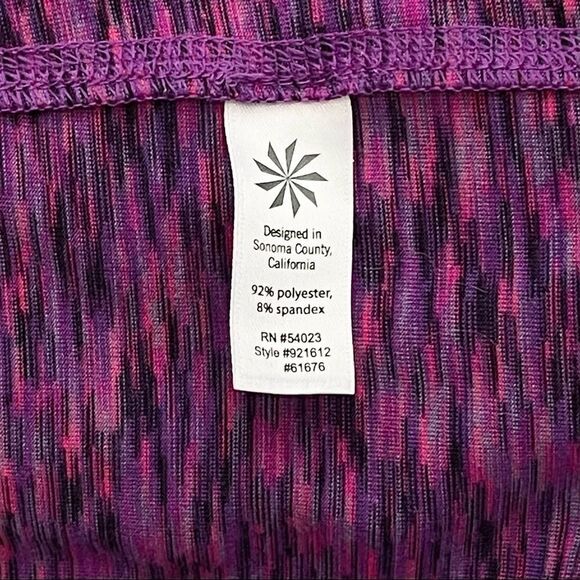 Designed in
Sonoma County,
California
92% polyester,
8% spandex
RN #54023
Style #921612
#61676